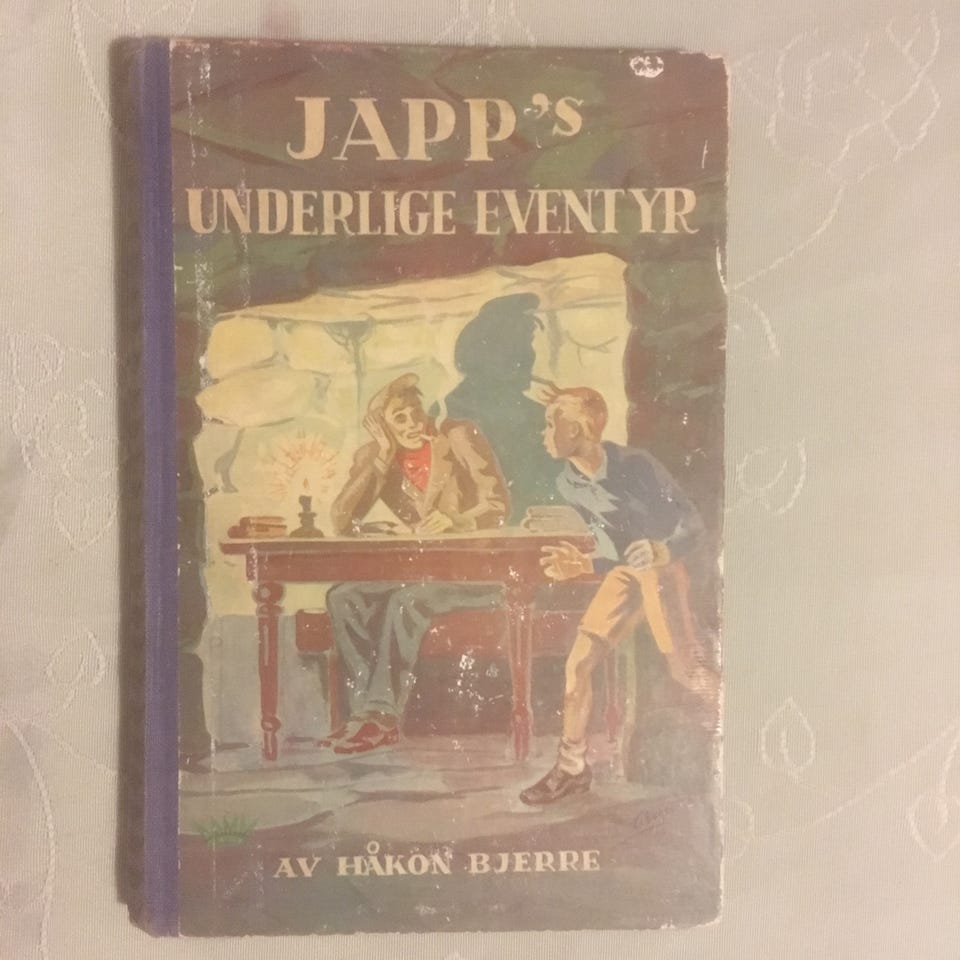 JAPP's
UNDERLIGE EVENTYR
AV HÅKON BJERRE